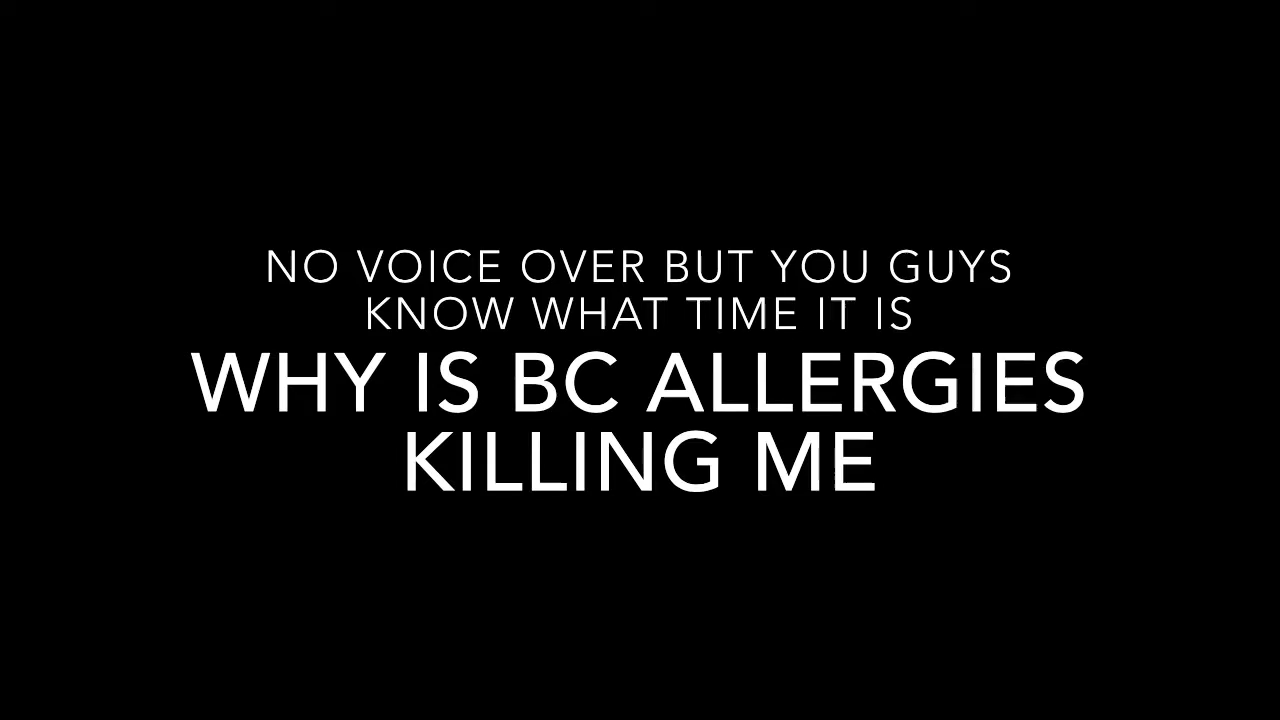 NO VOICE OVER BUT YOU GUYS
KNOW WHAT TIME IT IS
WHY IS BC ALLERGIES
KILLING ME